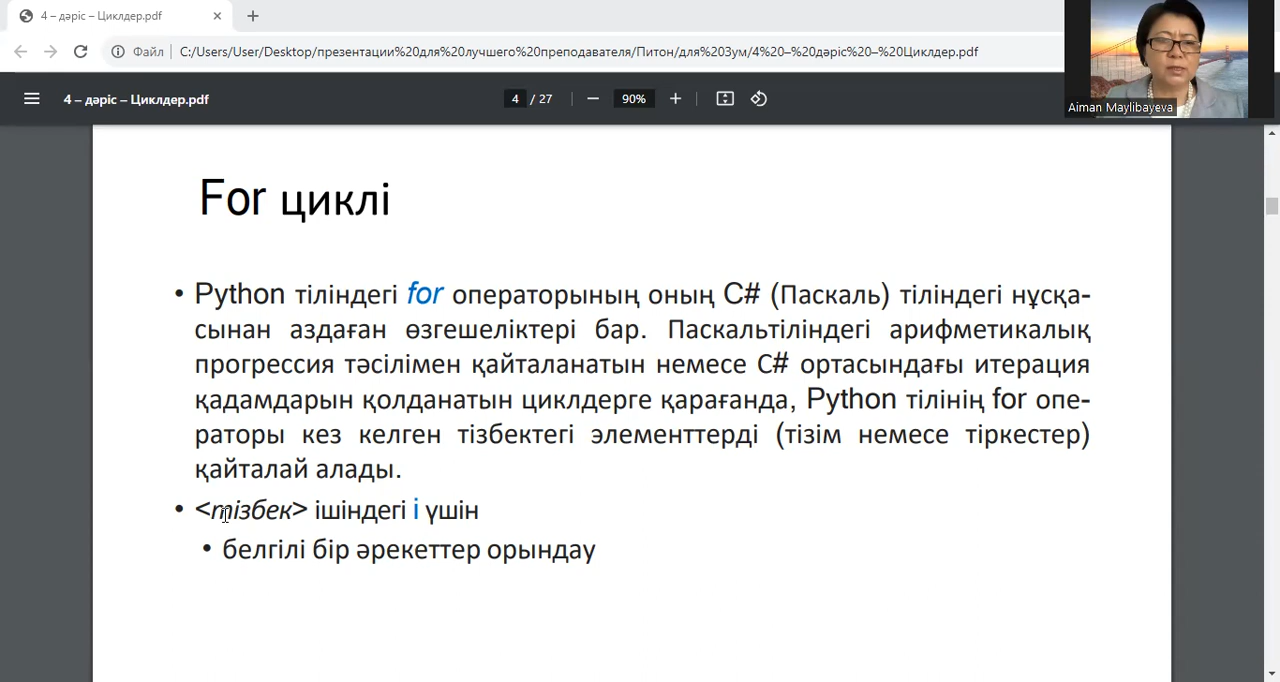 4 – дәріс – Циклдер.pdf
Файл
C:/Users/User/Desktop/презентации%20для%20лучшего%20преподавателя/Питон/для%20Зум/4%20–%20дәріс%20–%20Циклдер.pdf
4 – дәріс – Циклдер.pdf
4 / 27
90%
Aiman Maylibayeva
For циклі
• Python тіліндегі for операторының оның C# (Паскаль) тіліндегі нұсқа-
сынан аздаған өзгешеліктері бар. Паскальтіліндегі арифметикалық
прогрессия тәсілімен қайталанатын немесе C# ортасындағы итерация
қадамдарын қолданатын циклдерге қарағанда, Python тілінің for опе-
раторы кез келген тізбектегі элементтерді (тізім немесе тіркестер)
қайталай алады.
• <тізбек> ішіндегі і үшін
• белгілі бір әрекеттер орындау